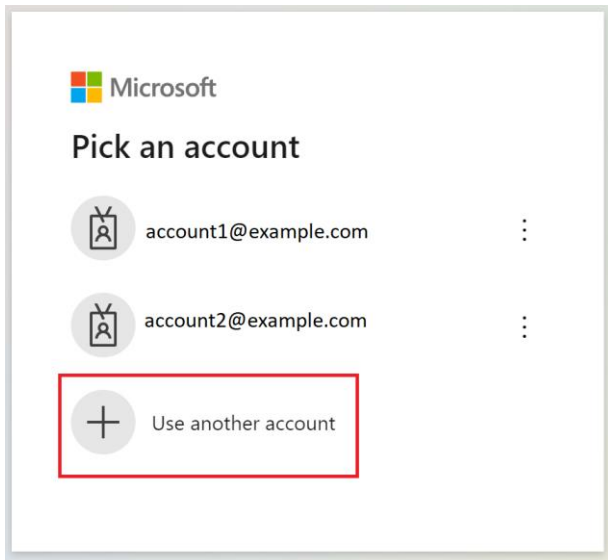 Microsoft
Pick an account
account1@example.com
account2@example.com
Use another account